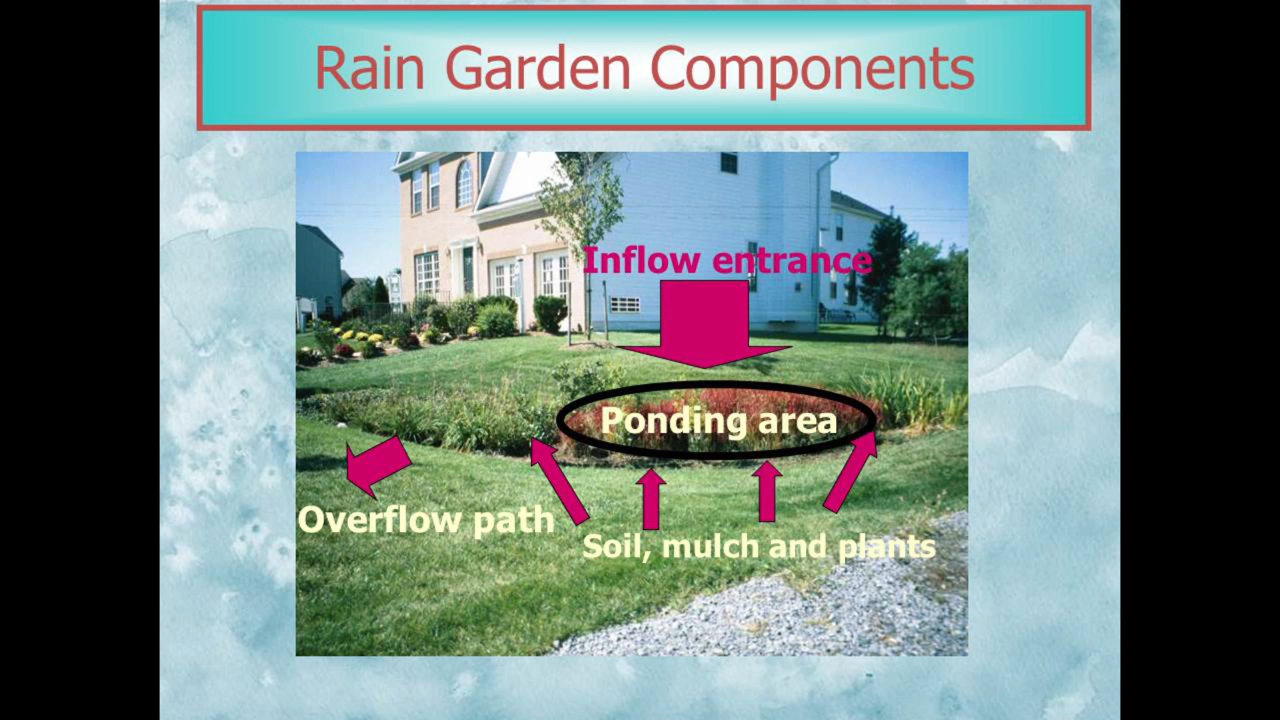 Rain Garden Components
Inflow entrance
Ponding area
Overflow path
Soil, mulch and plants